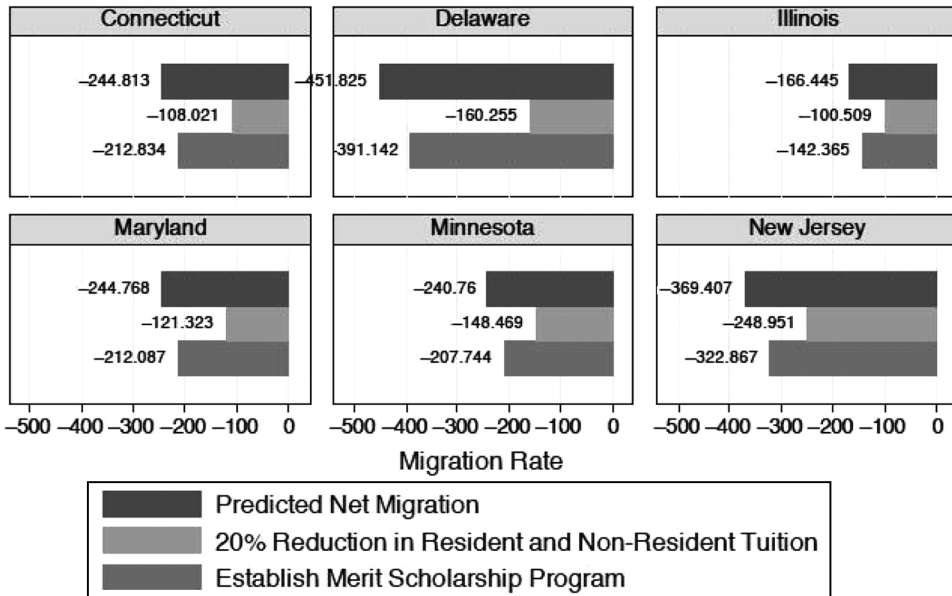 Connecticut Delaware Illinois
−244.813 −451.825 −166.445
−108.021 −160.255 −100.509
−212.834 −391.142 −142.365
Maryland Minnesota New Jersey
−244.768 −240.76 −369.407
−121.323 −148.469 −248.951
−212.087 −207.744 −322.867
−500 −400 −300 −200 −100 0 −500 −400 −300 −200 −100 0 −500 −400 −300 −200 −100 0
Migration Rate
Predicted Net Migration
20% Reduction in Resident and Non-Resident Tuition
Establish Merit Scholarship Program